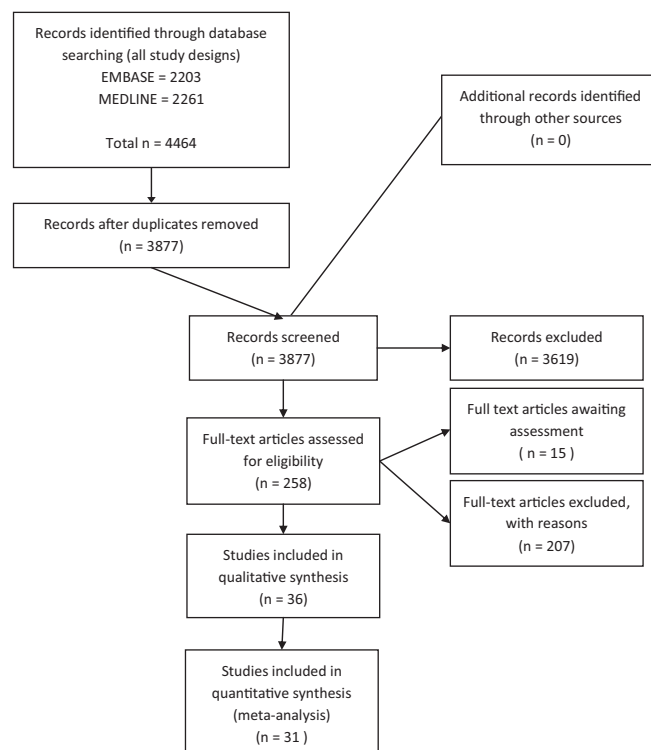 Records identified through database
searching (all study designs)
EMBASE = 2203
MEDLINE = 2261
Total n = 4464
Additional records identified
through other sources
(n = 0)
Records after duplicates removed
(n = 3877)
Records screened
(n = 3877)
Records excluded
(n = 3619)
Full-text articles assessed
for eligibility
(n = 258)
Full text articles awaiting
assessment
( n = 15 )
Full-text articles excluded,
with reasons
(n = 207)
Studies included in
qualitative synthesis
(n = 36)
Studies included in
quantitative synthesis
(meta-analysis)
(n = 31 )